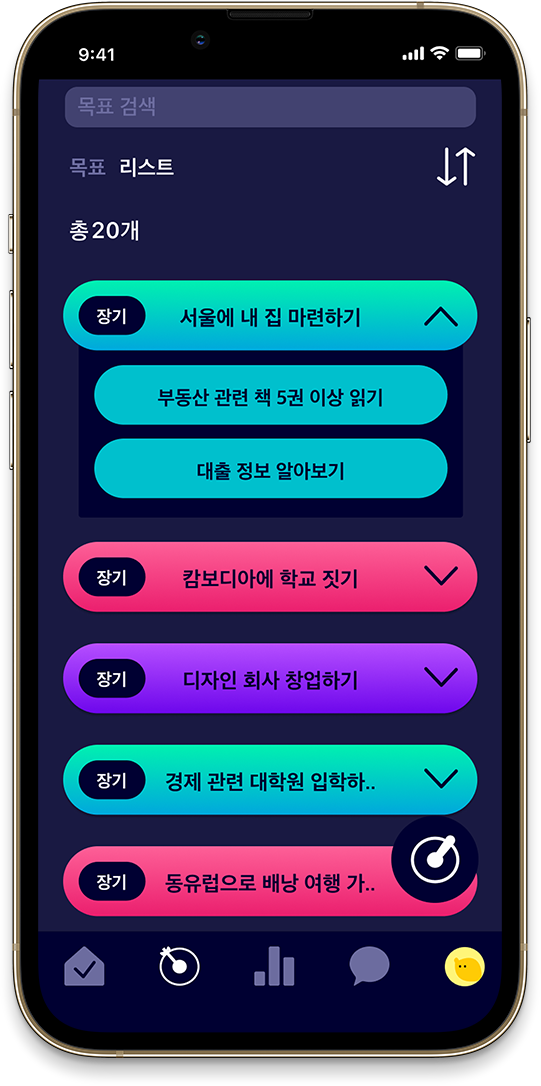 9:41
목표 검색
목표 리스트
총20개
장기 서울에 내 집 마련하기
부동산 관련 책 5권 이상 읽기
대출 정보 알아보기
장기 캄보디아에 학교 짓기
장기 디자인 회사 창업하기
장기 경제 관련 대학원 입학하..
장기 동유럽으로 배낭 여행 가..